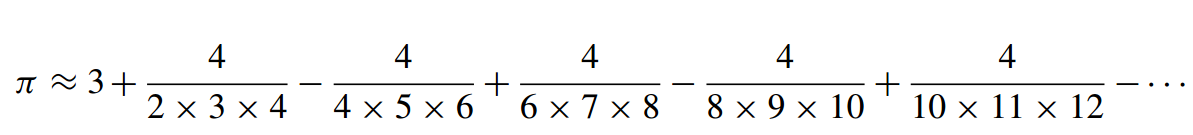 π ≈ 3 + 4/(2 × 3 × 4) − 4/(4 × 5 × 6) + 4/(6 × 7 × 8) − 4/(8 × 9 × 10) + 4/(10 × 11 × 12) − ⋯